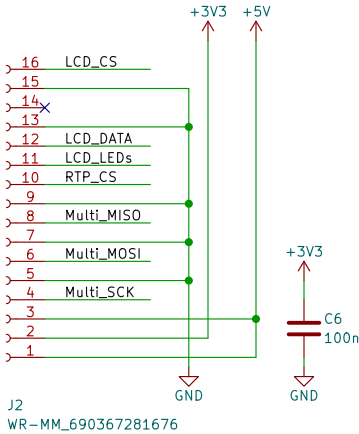 +3V3
+5V
16 LCD_CS
15
14
13
12 LCD_DATA
11 LCD_LEDs
10 RTP_CS
9
8 Multi_MISO
7
6 Multi_MOSI
5
4 Multi_SCK
3
2
1
GND
+3V3
C6
100n
GND
J2
WR-MM_690367281676